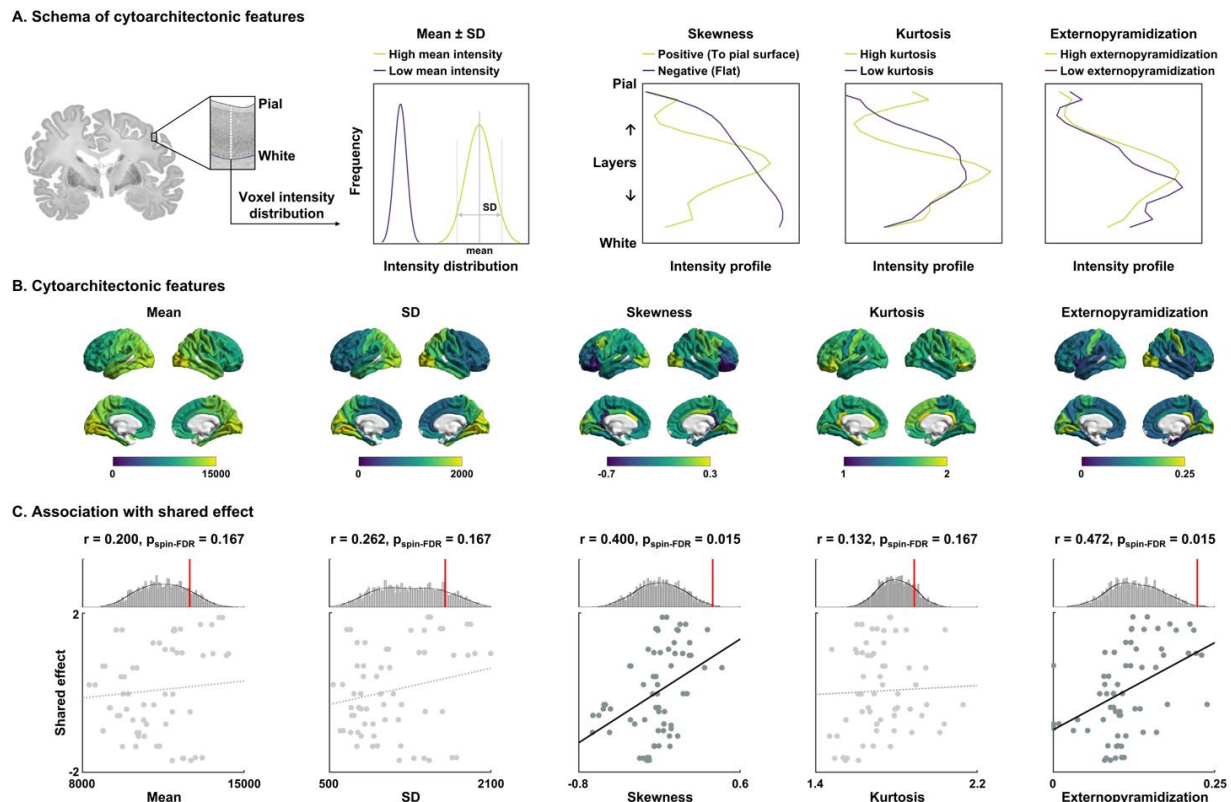 A. Schema of cytoarchitectonic features
Mean ± SD
High mean intensity
Low mean intensity
Skewness
Positive (To pial surface)
Negative (Flat)
Kurtosis
High kurtosis
Low kurtosis
Externopyramidization
High externopyramidization
Low externopyramidization
Pial
White
Voxel intensity
distribution
Frequency
SD
mean
Intensity distribution
Pial
↑
Layers
↓
White
Intensity profile
Intensity profile
Intensity profile
B. Cytoarchitectonic features
Mean
SD
Skewness
Kurtosis
Externopyramidization
0 15000
0 2000
-0.7 0.3
1 2
0 0.25
C. Association with shared effect
r = 0.200, pspin-FDR = 0.167
r = 0.262, pspin-FDR = 0.167
r = 0.400, pspin-FDR = 0.015
r = 0.132, pspin-FDR = 0.167
r = 0.472, pspin-FDR = 0.015
2
Shared effect
-2
8000 15000
Mean
500 2100
SD
-0.8 0.6
Skewness
1.4 2.2
Kurtosis
0 0.25
Externopyramidization